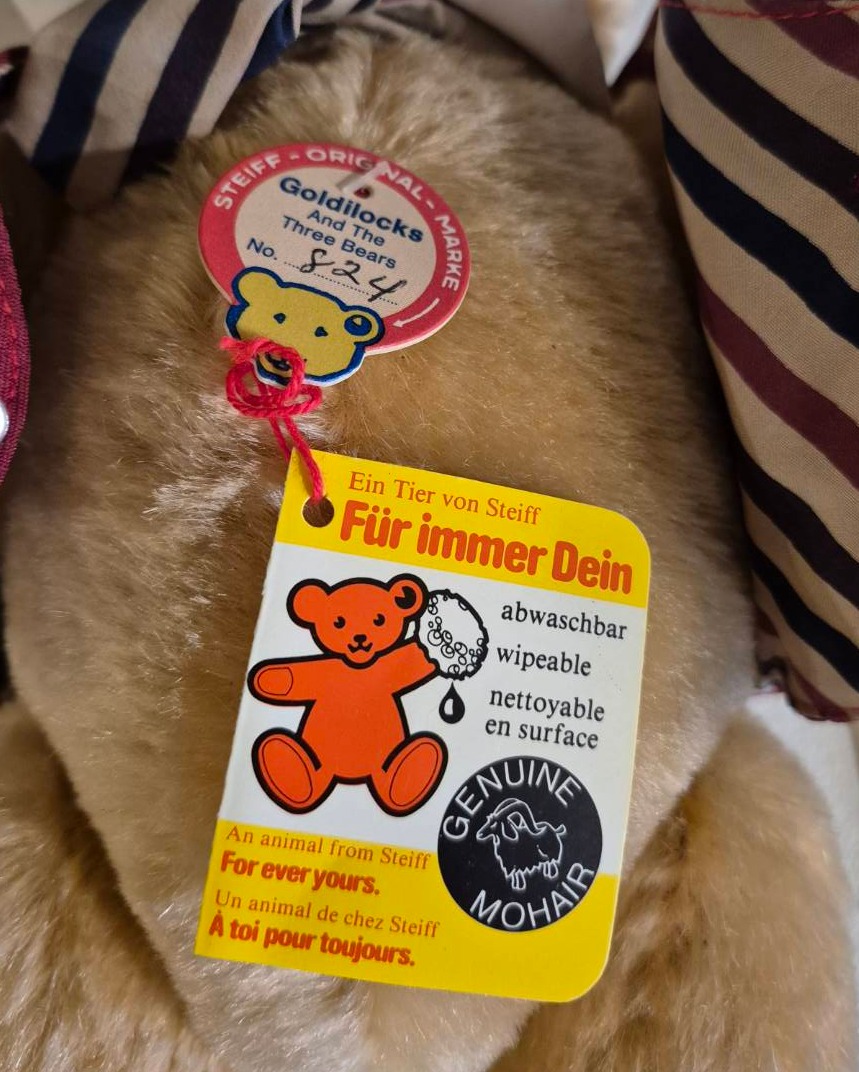 STEIFF - ORIGINAL - MARKE
Goldilocks
And The
Three Bears
No. 824
Ein Tier von Steiff
Für immer Dein
abwaschbar
wipeable
nettoyable
en surface
GENUINE
MOHAIR
An animal from Steiff
For ever yours.
Un animal de chez Steiff
À toi pour toujours.